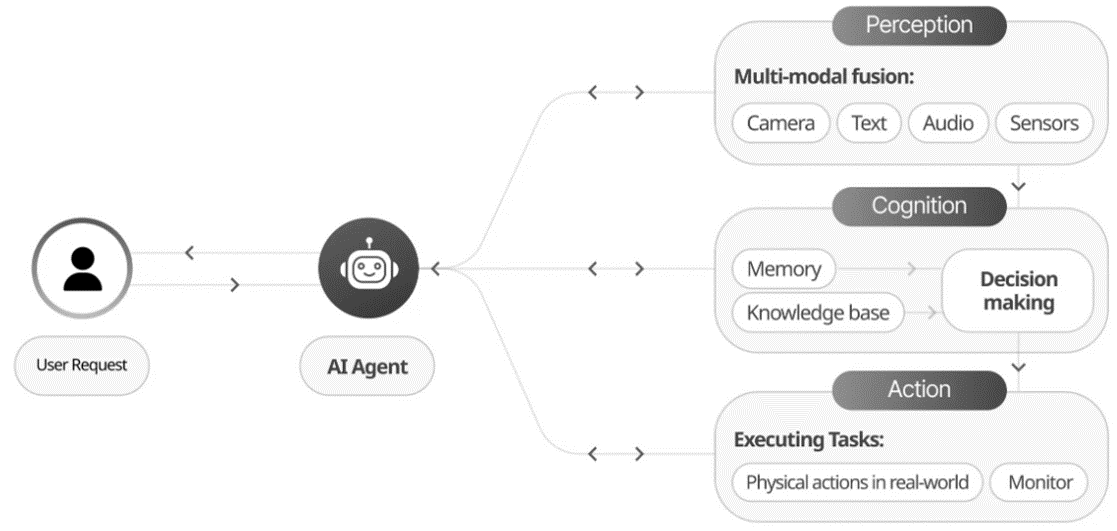 Perception
Multi-modal fusion:
Camera Text Audio Sensors
Cognition
Memory
Knowledge base
Decision
making
Action
Executing Tasks:
Physical actions in real-world Monitor
User Request
AI Agent